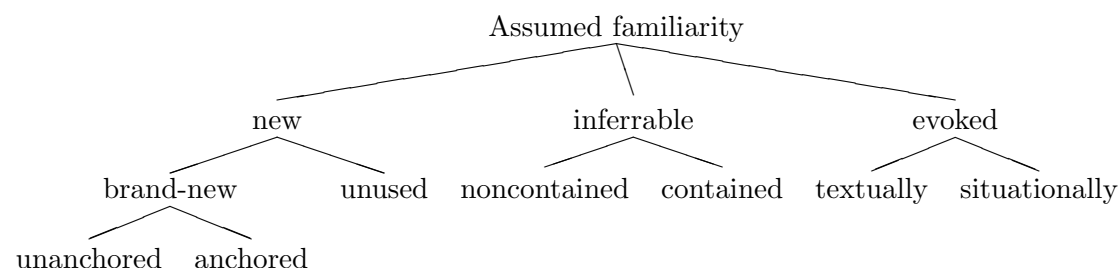 Assumed familiarity
new inferrable evoked
brand-new unused noncontained contained textually situationally
unanchored anchored